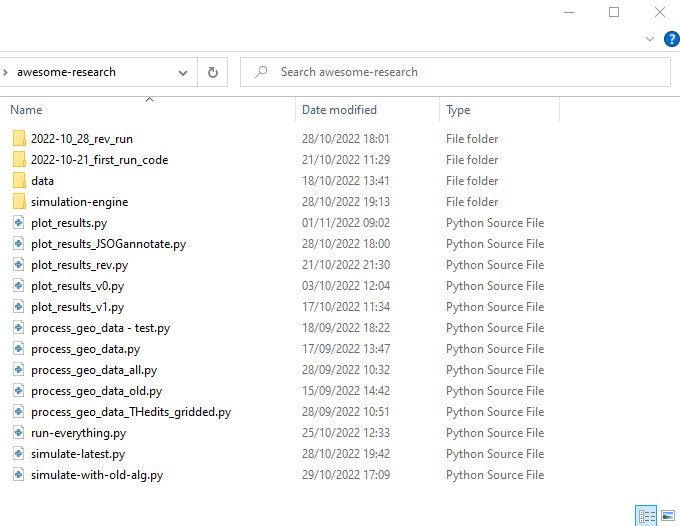 ?
awesome-research
Search awesome-research
Name Date modified Type
2022-10_28_rev_run 28/10/2022 18:01 File folder
2022-10-21_first_run_code 21/10/2022 11:29 File folder
data 18/10/2022 13:41 File folder
simulation-engine 28/10/2022 19:13 File folder
plot_results.py 01/11/2022 09:02 Python Source File
plot_results_JSOGannotate.py 28/10/2022 18:00 Python Source File
plot_results_rev.py 21/10/2022 21:30 Python Source File
plot_results_v0.py 03/10/2022 12:04 Python Source File
plot_results_v1.py 17/10/2022 11:34 Python Source File
process_geo_data - test.py 18/09/2022 18:22 Python Source File
process_geo_data.py 17/09/2022 13:47 Python Source File
process_geo_data_all.py 28/09/2022 10:32 Python Source File
process_geo_data_old.py 15/09/2022 14:42 Python Source File
process_geo_data_THedits_gridded.py 28/09/2022 10:51 Python Source File
run-everything.py 25/10/2022 12:33 Python Source File
simulate-latest.py 28/10/2022 19:42 Python Source File
simulate-with-old-alg.py 29/10/2022 17:09 Python Source File